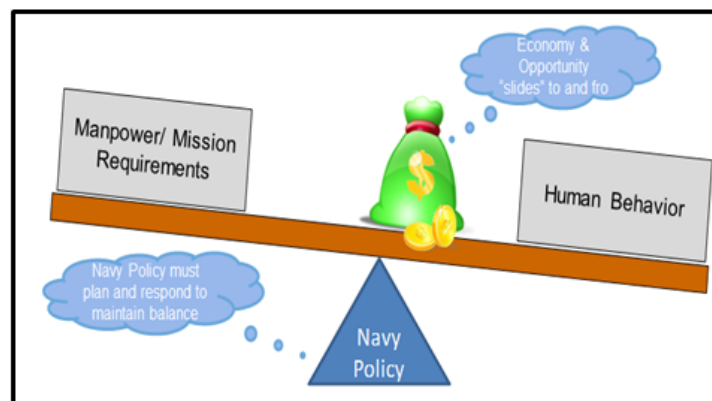 Economy &
Opportunity
"slides" to and fro
Manpower/ Mission
Requirements
$
Human Behavior
Navy Policy must
plan and respond to
maintain balance
Navy
Policy